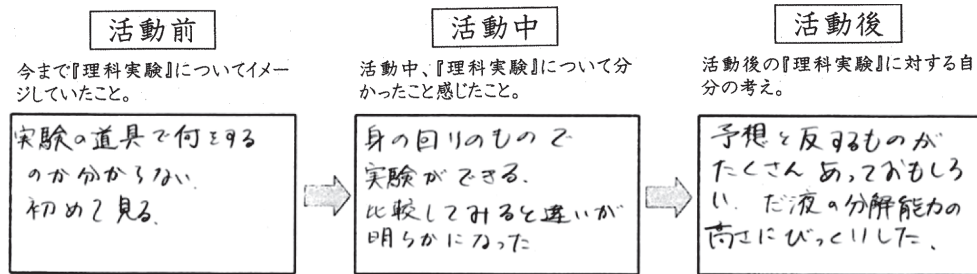 活動前
今まで『理科実験』についてイメー
ジしていたこと。
実験の道具で何をする
のか分からない.
初めて見る.
活動中
活動中、『理科実験』について分
かったこと感じたこと。
身の回りのもので
実験ができる.
比較してみると違いが
明らかになった
活動後
活動後の『理科実験』に対する自
分の考え。
予想と反するものが
たくさんあっておもしろ
い. だ液の分解能力の
高さにびっくりした.